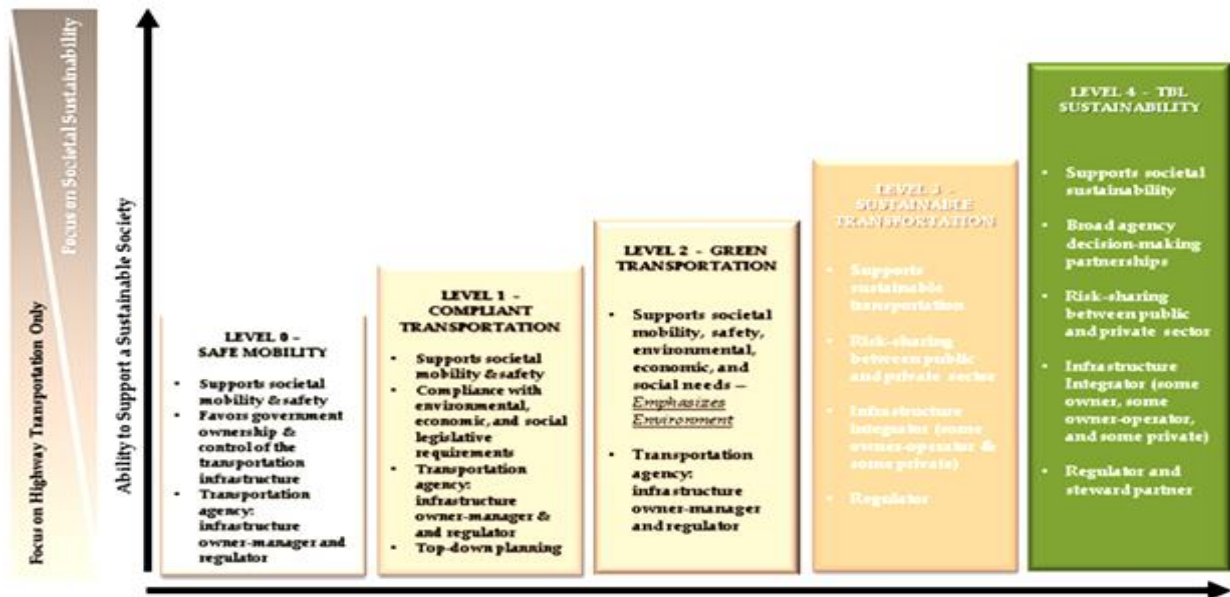 Focus on Societal Sustainability
Focus on Highway Transportation Only
Ability to Support a Sustainable Society
LEVEL 0 –
SAFE MOBILITY
• Supports societal
mobility & safety
• Favors government
ownership &
control of the
transportation
infrastructure
• Transportation
agency:
infrastructure
owner-manager and
regulator
LEVEL 1 –
COMPLIANT
TRANSPORTATION
• Supports societal
mobility & safety
• Compliance with
environmental,
economic, and social
legislative
requirements
• Transportation
agency:
infrastructure
owner-manager &
and regulator
• Top-down planning
LEVEL 2 – GREEN
TRANSPORTATION
• Supports societal
mobility, safety,
environmental,
economic, and
social needs –
Emphasizes
Environment
• Transportation
agency:
infrastructure
owner-manager
and regulator
LEVEL 3 –
SUSTAINABLE
TRANSPORTATION
• Supports
sustainable
transportation
• Risk-sharing
between public
and private sector
• Infrastructure
integrator (some
owner-operator &
some private)
• Regulator
LEVEL 4 – TBL
SUSTAINABILITY
• Supports societal
sustainability
• Broad agency
decision-making
partnerships
• Risk-sharing
between public
and private sector
• Infrastructure
Integrator (some
owner, some
owner-operator,
and some private)
• Regulator and
steward partner